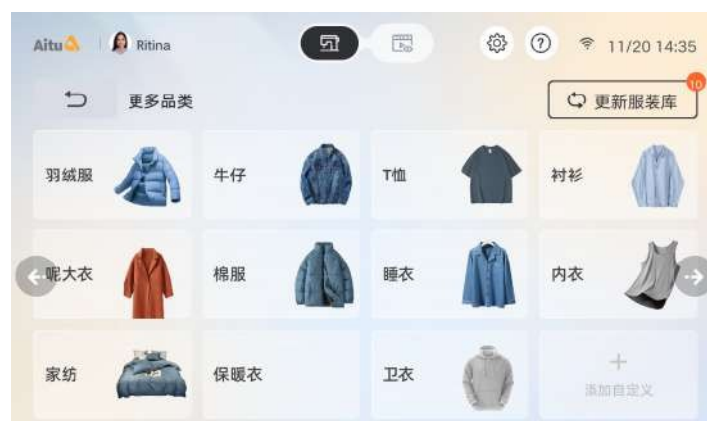 Aitu Ritina 11/20 14:35
更多品类 更新服装库 10
羽绒服 牛仔 T恤 衬衫
呢大衣 棉服 睡衣 内衣
家纺 保暖衣 卫衣
添加自定义